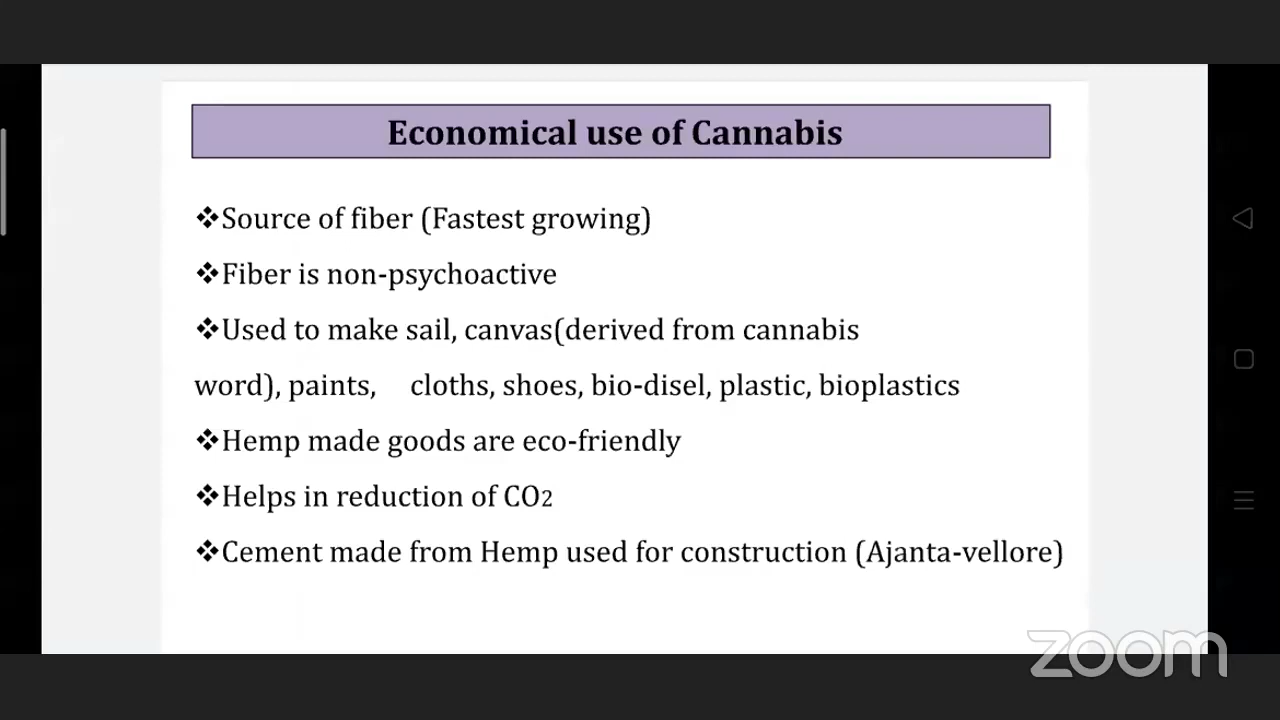 Economical use of Cannabis
❖Source of fiber (Fastest growing)
❖Fiber is non-psychoactive
❖Used to make sail, canvas(derived from cannabis
word), paints, cloths, shoes, bio-disel, plastic, bioplastics
❖Hemp made goods are eco-friendly
❖Helps in reduction of CO2
❖Cement made from Hemp used for construction (Ajanta-vellore)
zoom